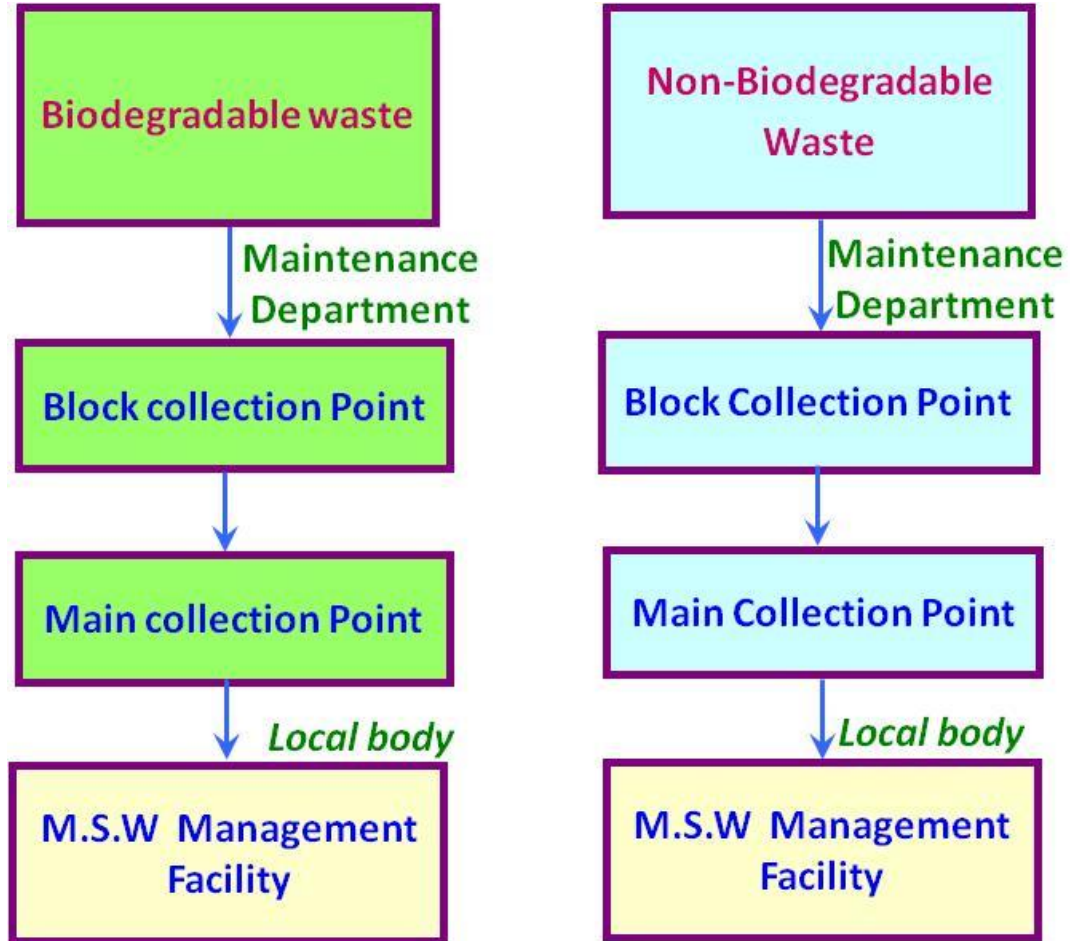 Biodegradable waste
Maintenance
Department
Block collection Point
Main collection Point
Local body
M.S.W Management
Facility
Non-Biodegradable
Waste
Maintenance
Department
Block Collection Point
Main Collection Point
Local body
M.S.W Management
Facility